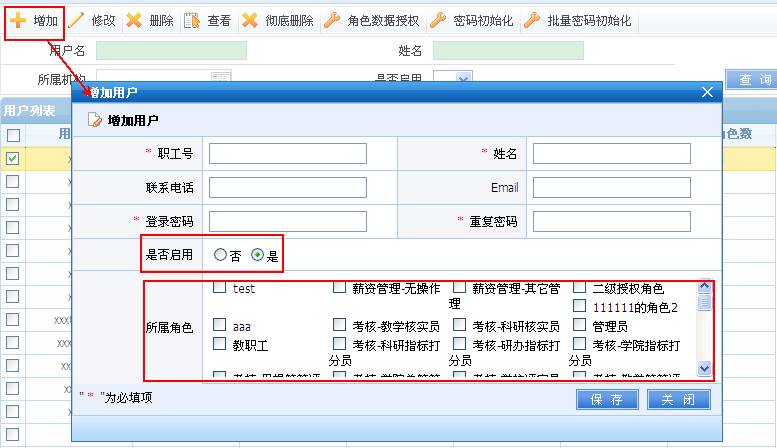 增加 修改 删除 查看 彻底删除 角色数据授权 密码初始化 批量密码初始化
用户名 姓名
所属机构 是否启用 查 询
用户列表
增加用户
增加用户
* 职工号 * 姓名
联系电话 Email
* 登录密码 * 重复密码
是否启用 否 是
所属角色
test 薪资管理-无操作 薪资管理-其它管理 二级授权角色
111111的角色2
aaa 考核-教学核实员 考核-科研核实员 管理员
教职工 考核-科研指标打分员 考核-研办指标打分员 考核-学院指标打分员
" * "为必填项 保 存 关 闭